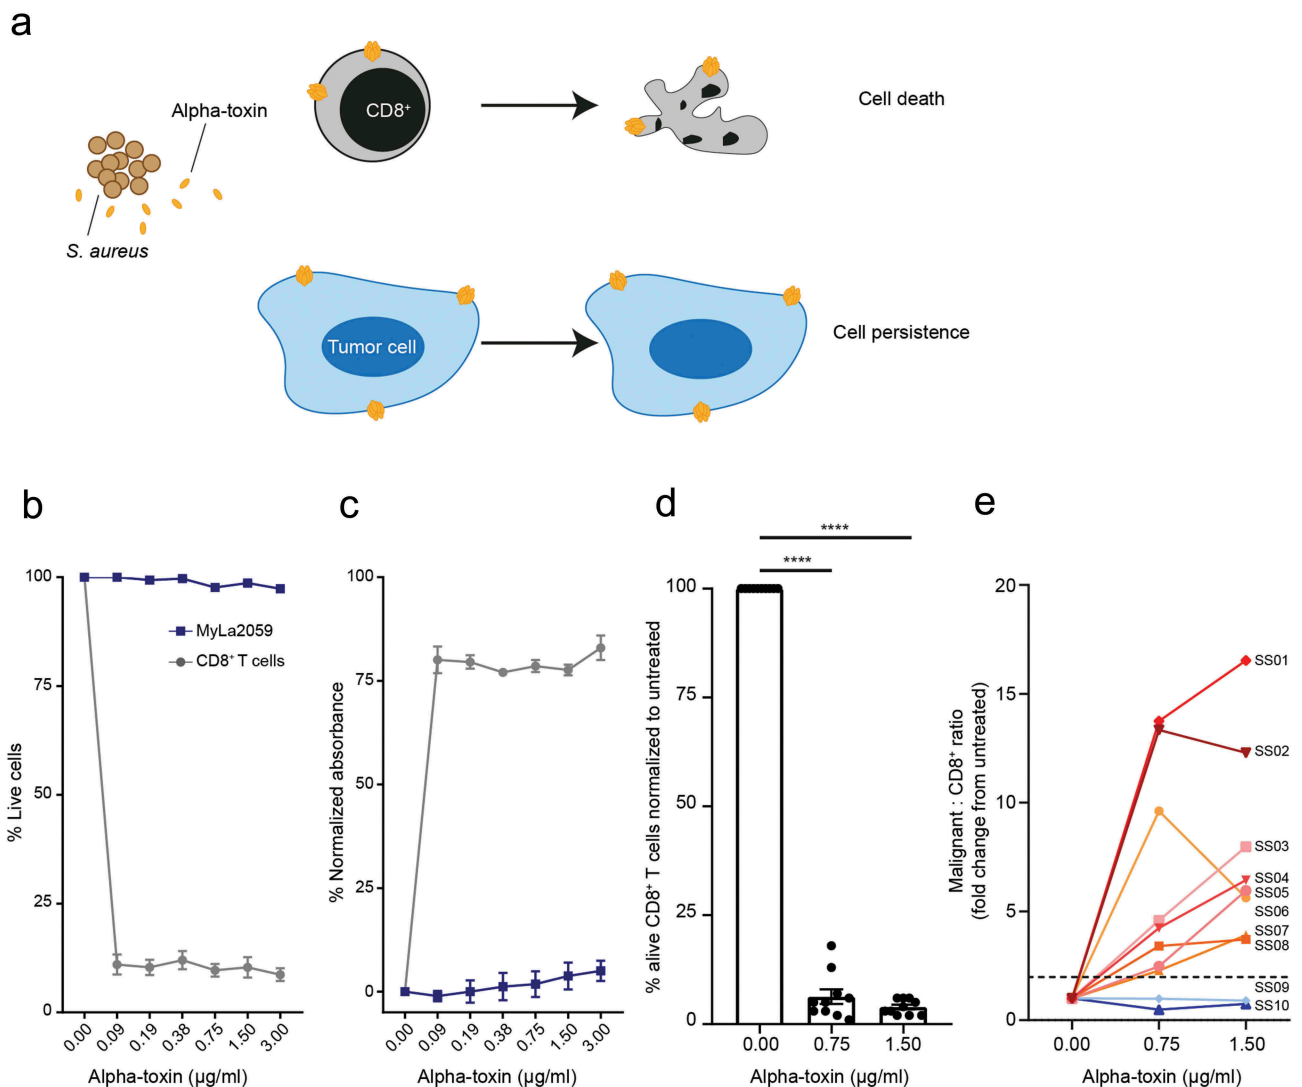 a
Alpha-toxin
S. aureus
CD8⁺
Cell death
Tumor cell
Cell persistence
b
% Live cells
100
75
50
25
0
MyLa2059
CD8⁺ T cells
0.00
0.09
0.19
0.38
0.75
1.50
3.00
Alpha-toxin (μg/ml)
c
% Normalized absorbance
100
75
50
25
0
0.00
0.09
0.19
0.38
0.75
1.50
3.00
Alpha-toxin (μg/ml)
d
% alive CD8⁺ T cells normalized to untreated
****
****
100
75
50
25
0
0.00
0.75
1.50
Alpha-toxin (μg/ml)
e
Malignant : CD8⁺ ratio
(fold change from untreated)
20
15
10
5
0
SS01
SS02
SS03
SS04
SS05
SS06
SS07
SS08
SS09
SS10
0.00
0.75
1.50
Alpha-toxin (μg/ml)